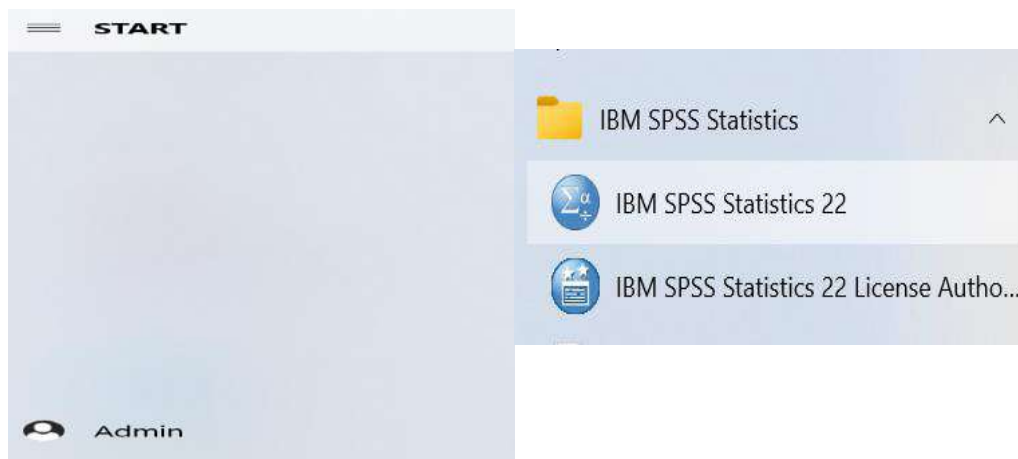 START
Admin
IBM SPSS Statistics
IBM SPSS Statistics 22
IBM SPSS Statistics 22 License Autho...